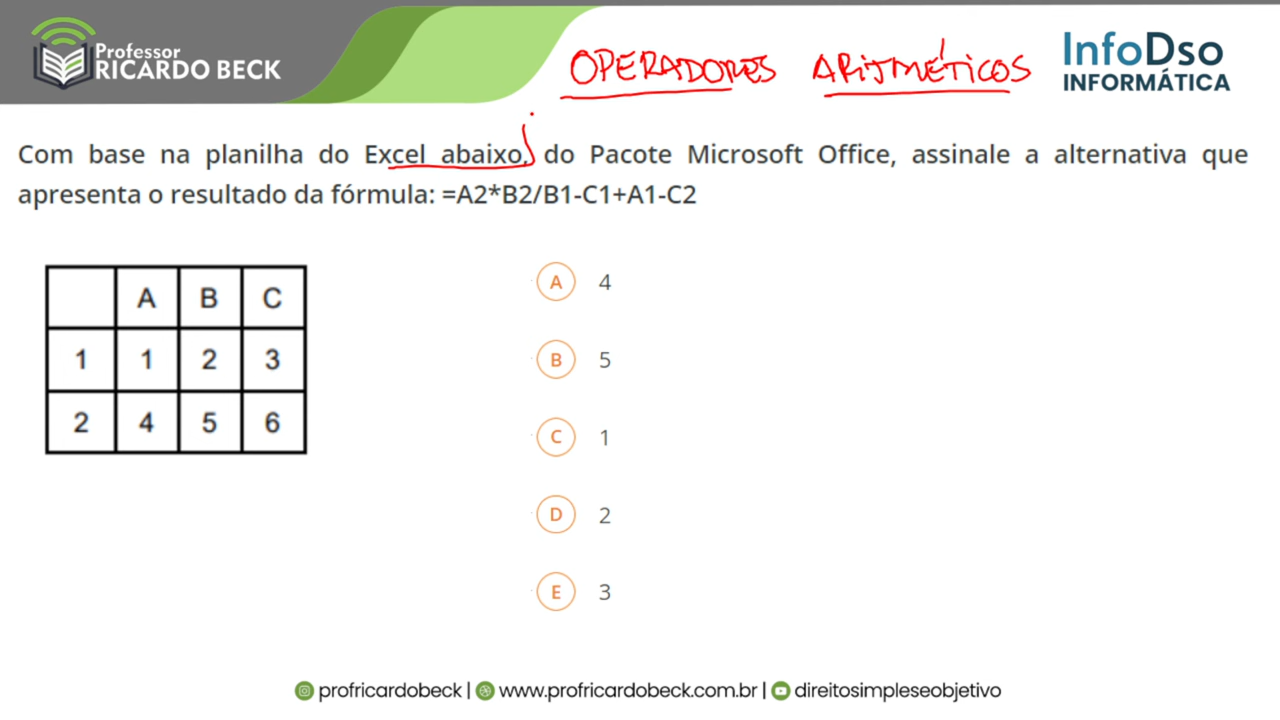 Professor
RICARDO BECK
OPERADORES ARITMÉTICOS
InfoDso
INFORMÁTICA
Com base na planilha do Excel abaixo, do Pacote Microsoft Office, assinale a alternativa que
apresenta o resultado da fórmula: =A2*B2/B1-C1+A1-C2
A B C
1 1 2 3
2 4 5 6
A 4
B 5
C 1
D 2
E 3
profricardobeck | www.profricardobeck.com.br | direitosimpleseobjetivo